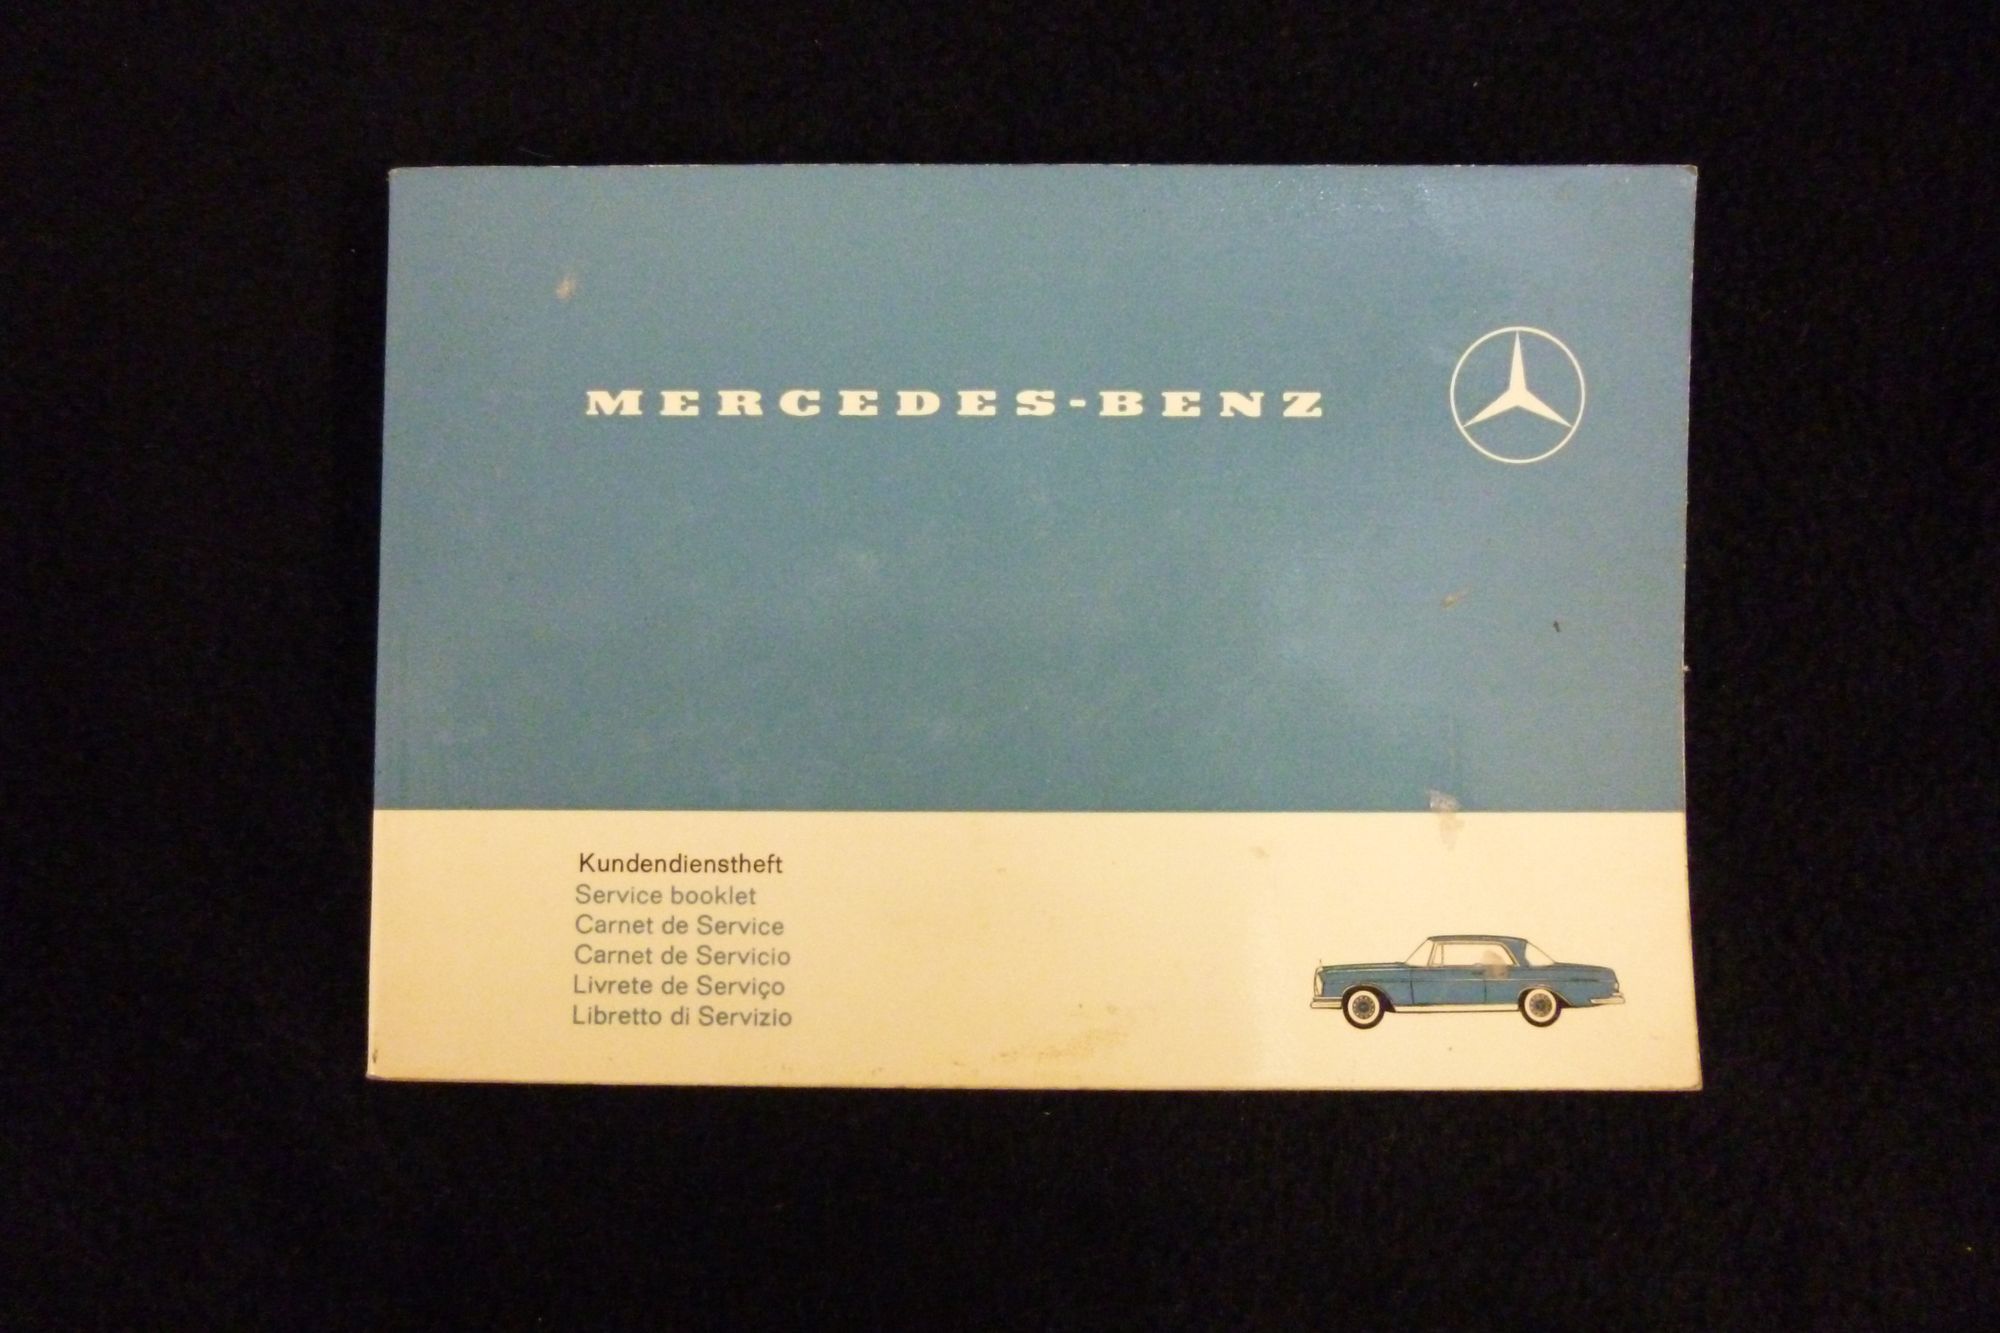 MERCEDES-BENZ
Kundendienstheft
Service booklet
Carnet de Service
Carnet de Servicio
Livrete de Serviço
Libretto di Servizio